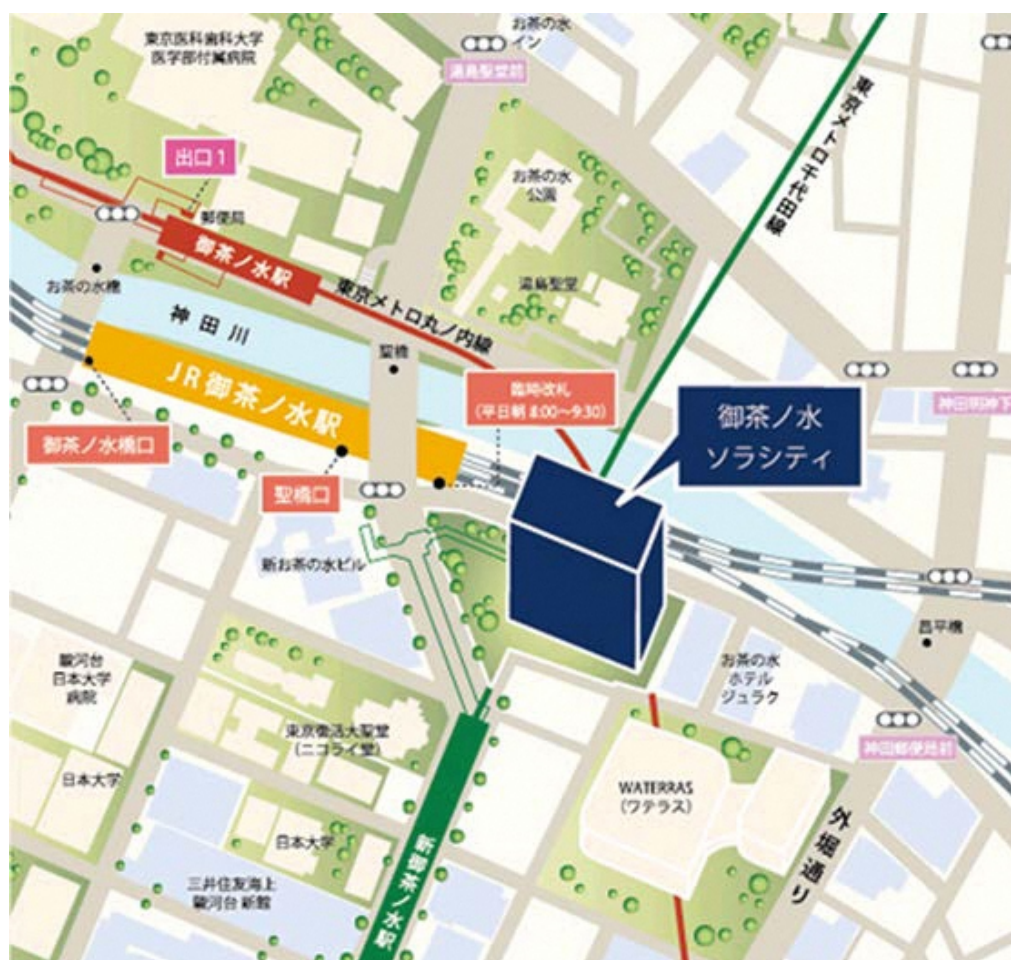 東京医科歯科大学
医学部付属病院
お茶の水
イン
湯島聖堂前
出口1
郵便局
御茶ノ水駅
お茶の水橋
神田川
東京メトロ丸ノ内線
お茶の水
公園
湯島聖堂
東京メトロ千代田線
聖橋
JR御茶ノ水駅
臨時改札
(平日朝 8:00〜9:30)
御茶ノ水
ソラシティ
神田明神下
御茶ノ水橋口
聖橋口
新お茶の水ビル
昌平橋
お茶の水
ホテル
ジュラク
神田郵便局前
駿河台
日本大学
病院
東京復活大聖堂
(ニコライ堂)
日本大学
日本大学
三井住友海上
駿河台 新館
新御茶ノ水駅
WATERRAS
(ワテラス)
外堀通り